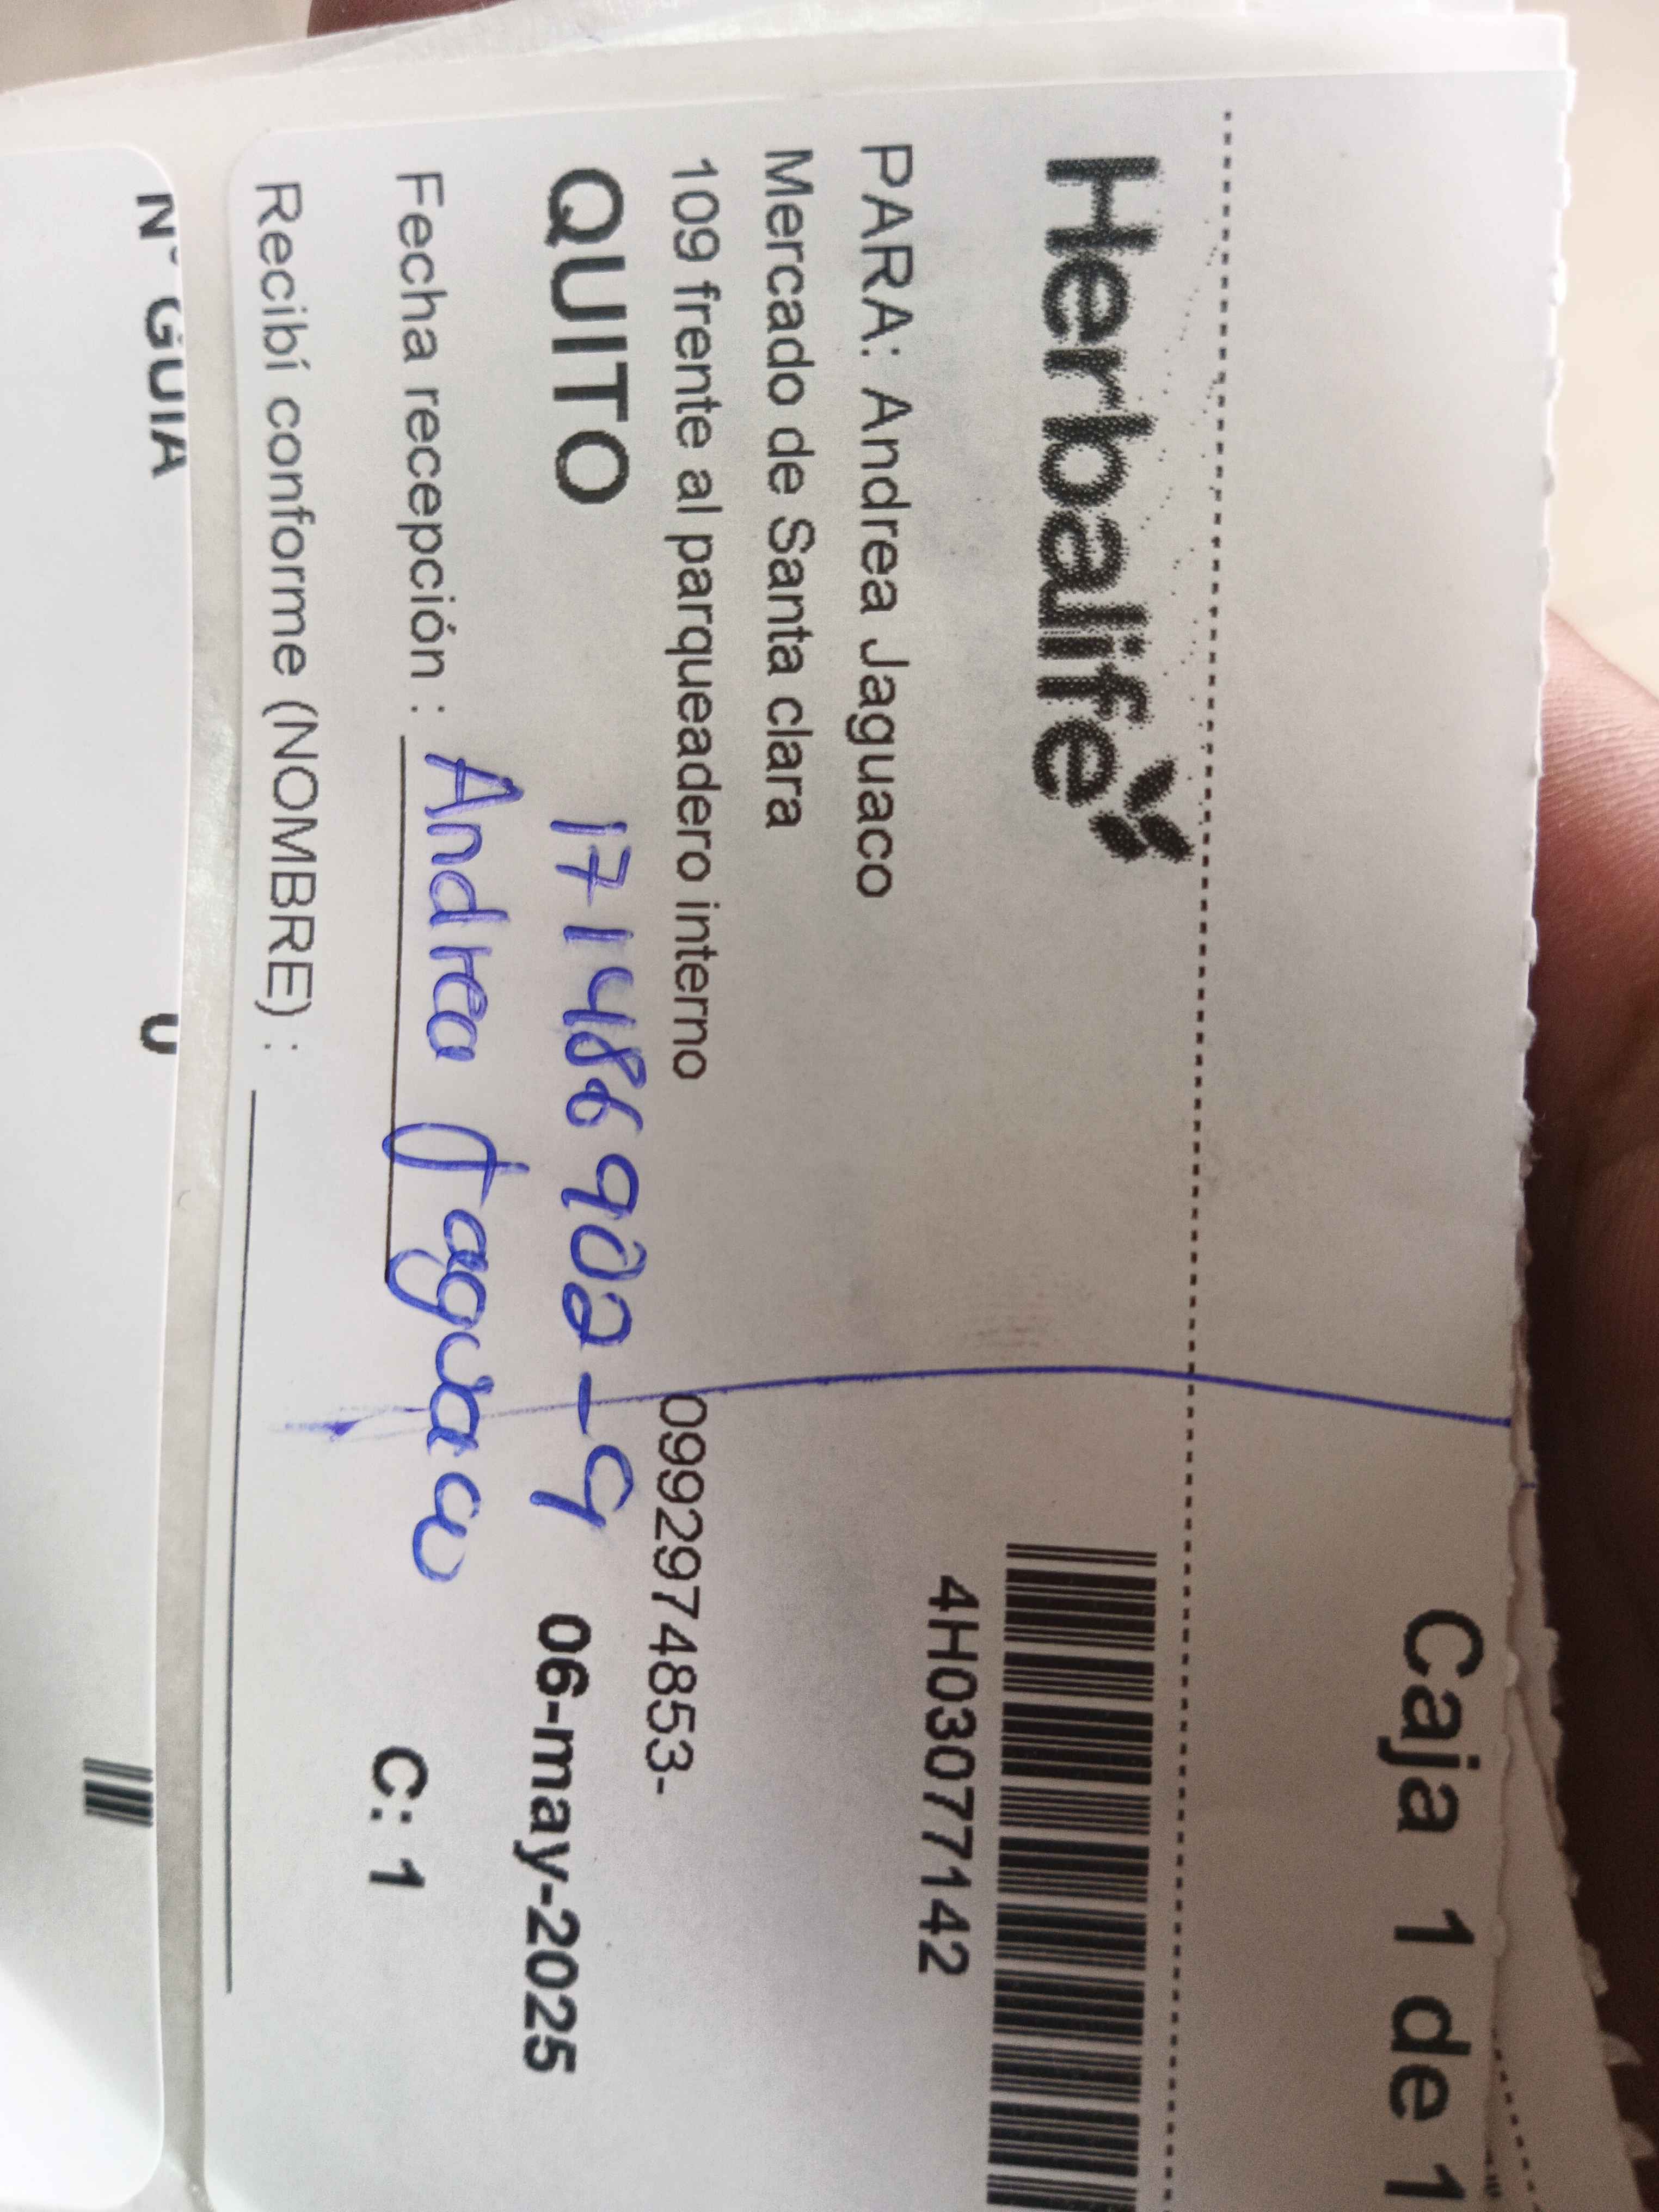 Caja 1 de 1
Herbalife
4H03077142
PARA: Andrea Jaguaco
Mercado de Santa clara
109 frente al parqueadero interno
0992974853-
QUITO
171486902-9
06-may-2025
Fecha recepción : Andrea Jaguaco
C: 1
Recibí conforme (NOMBRE) :
N° GUIA